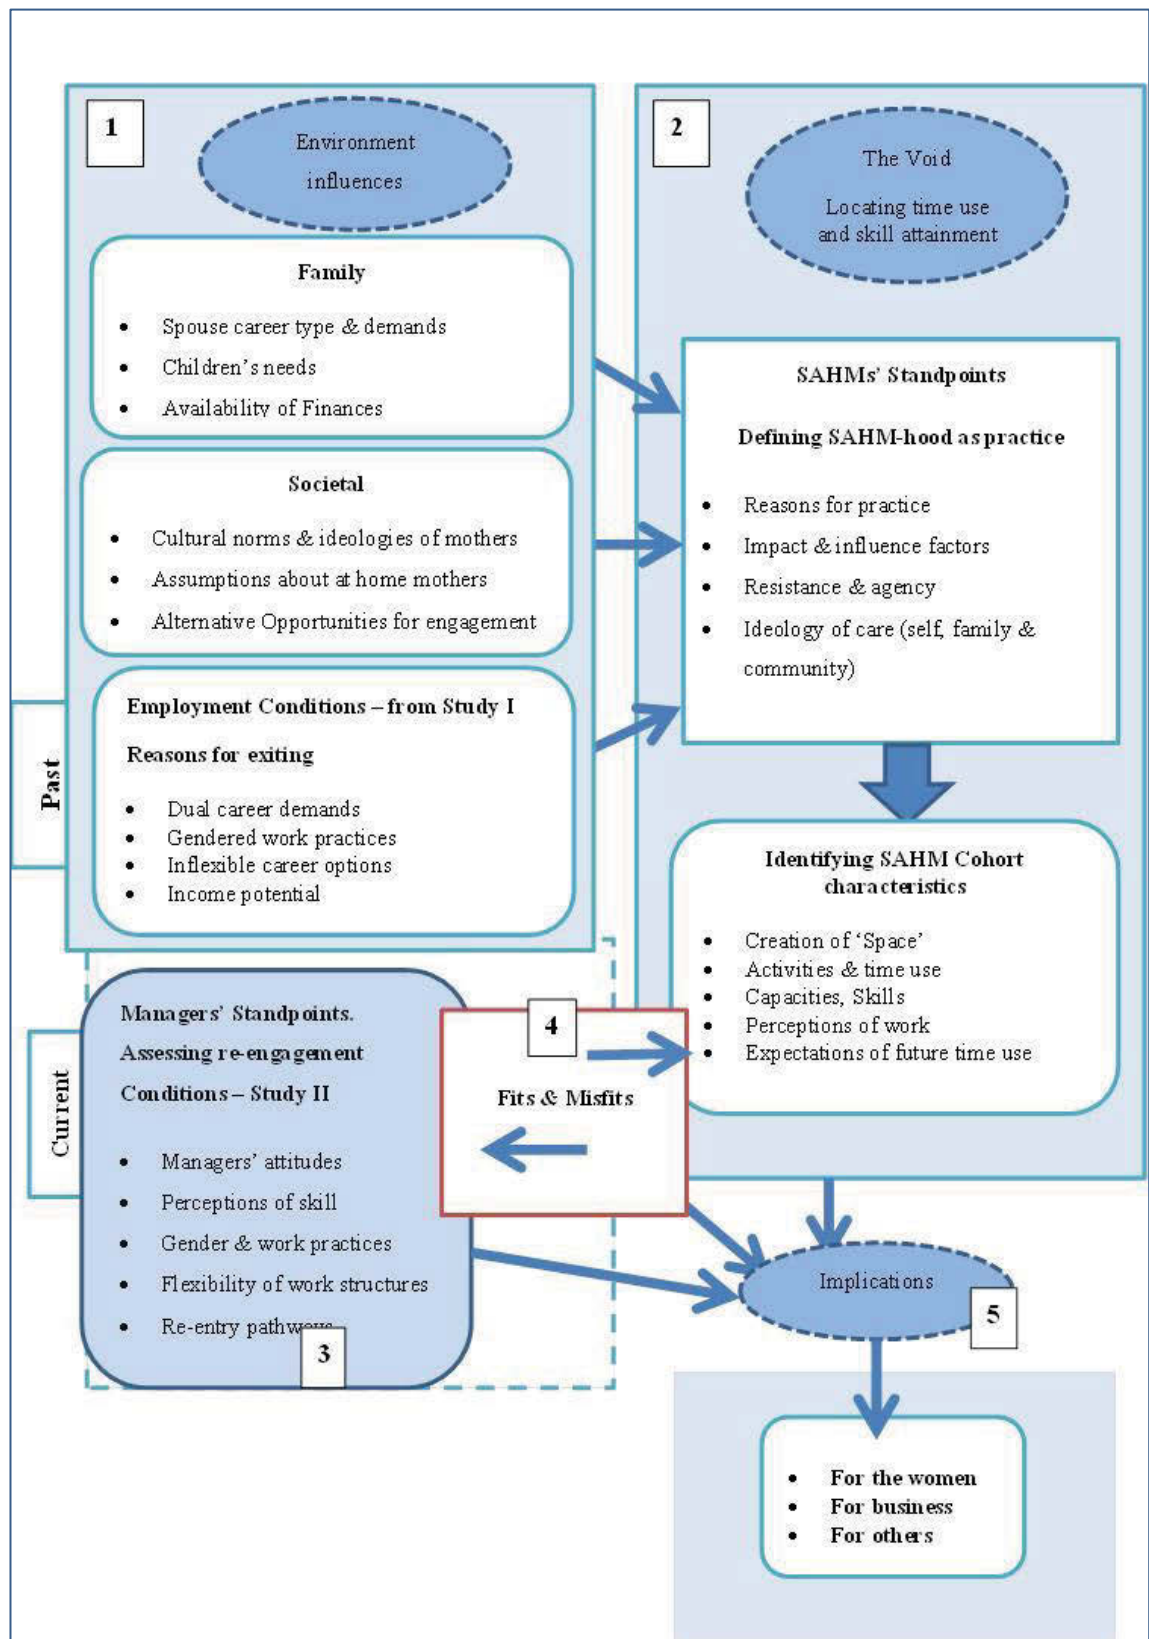 1
Environment
influences
Family
• Spouse career type & demands
• Children's needs
• Availability of Finances
Societal
• Cultural norms & ideologies of mothers
• Assumptions about at home mothers
• Alternative Opportunities for engagement
Past
Employment Conditions – from Study I
Reasons for exiting
• Dual career demands
• Gendered work practices
• Inflexible career options
• Income potential
2
The Void
Locating time use
and skill attainment
SAHMs' Standpoints
Defining SAHM-hood as practice
• Reasons for practice
• Impact & influence factors
• Resistance & agency
• Ideology of care (self, family &
community)
Identifying SAHM Cohort
characteristics
• Creation of 'Space'
• Activities & time use
• Capacities, Skills
• Perceptions of work
• Expectations of future time use
Current
Managers' Standpoints.
Assessing re-engagement
Conditions – Study II
• Managers' attitudes
• Perceptions of skill
• Gender & work practices
• Flexibility of work structures
• Re-entry pathways
3
4
Fits & Misfits
Implications
5
• For the women
• For business
• For others